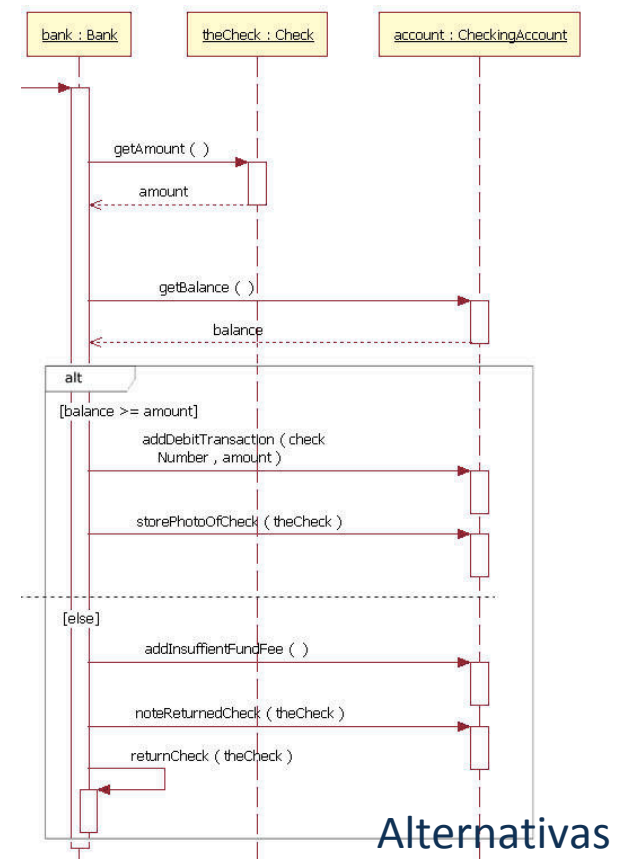 bank : Bank
theCheck : Check
account : CheckingAccount
getAmount ( )
amount
getBalance ( )
balance
alt
[balance >= amount]
addDebitTransaction ( check
Number , amount )
storePhotoOfCheck ( theCheck )
[else]
addInsuffientFundFee ( )
noteReturnedCheck ( theCheck )
returnCheck ( theCheck )
Alternativas